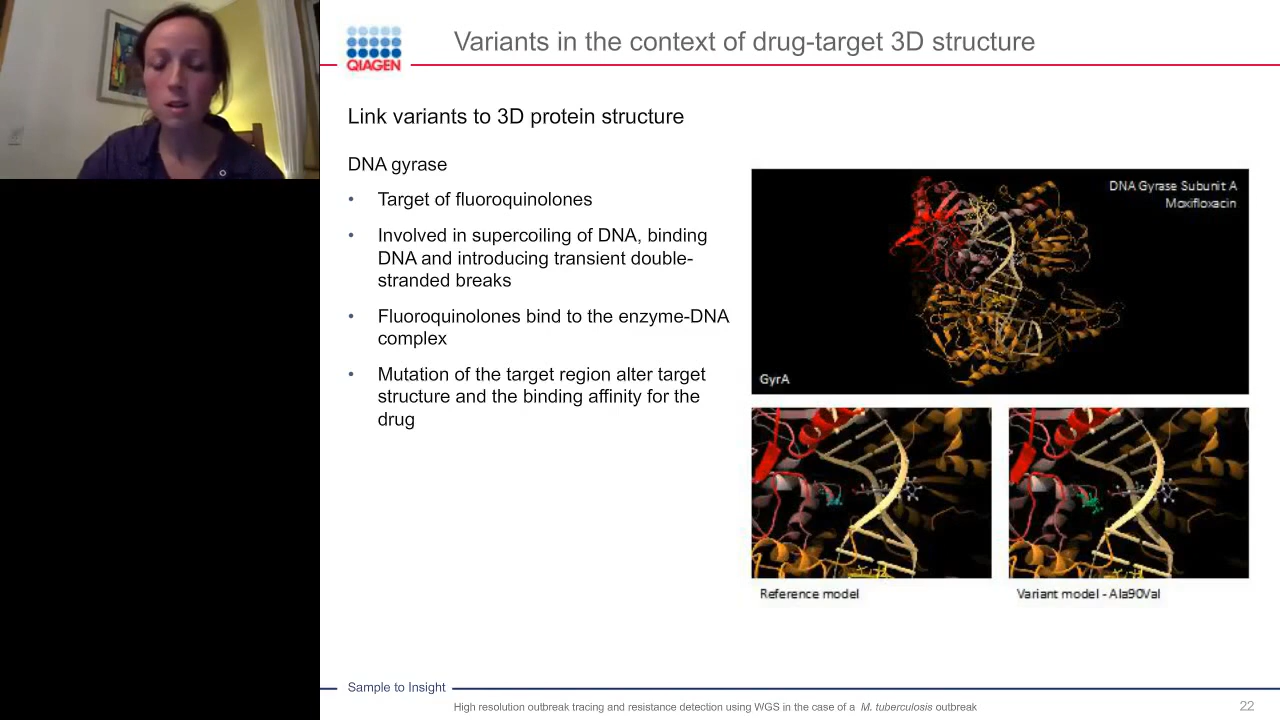 Variants in the context of drug-target 3D structure
QIAGEN
Link variants to 3D protein structure
DNA gyrase
• Target of fluoroquinolones
• Involved in supercoiling of DNA, binding
DNA and introducing transient double-
stranded breaks
• Fluoroquinolones bind to the enzyme-DNA
complex
• Mutation of the target region alter target
structure and the binding affinity for the
drug
DNA Gyrase Subunit A
Moxifloxacin
GyrA
Reference model
Variant model - Ala90Val
Sample to Insight
High resolution outbreak tracing and resistance detection using WGS in the case of a M. tuberculosis outbreak
22